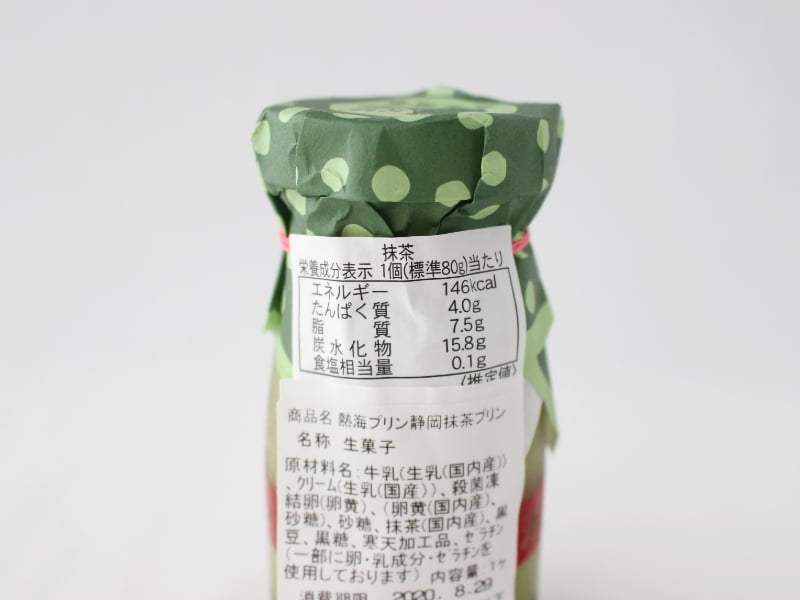 抹茶
栄養成分表示 1個(標準80g)当たり
エネルギー 146kcal
たんぱく質 4.0g
脂質 7.5g
炭水化物 15.8g
食塩相当量 0.1g
(推定値)
商品名 熱海プリン静岡抹茶プリン
名称 生菓子
原材料名:牛乳(生乳(国内産))
、クリーム(生乳(国産))、殺菌凍
結卵(卵黄)、(卵黄(国内産)、
砂糖)、砂糖、抹茶(国内産)、黒
豆、黒糖、寒天加工品、ゼラチン
(一部に卵・乳成分・ゼラチンを
使用しております) 内容量:1ヶ
消費期限 2020. 8.29